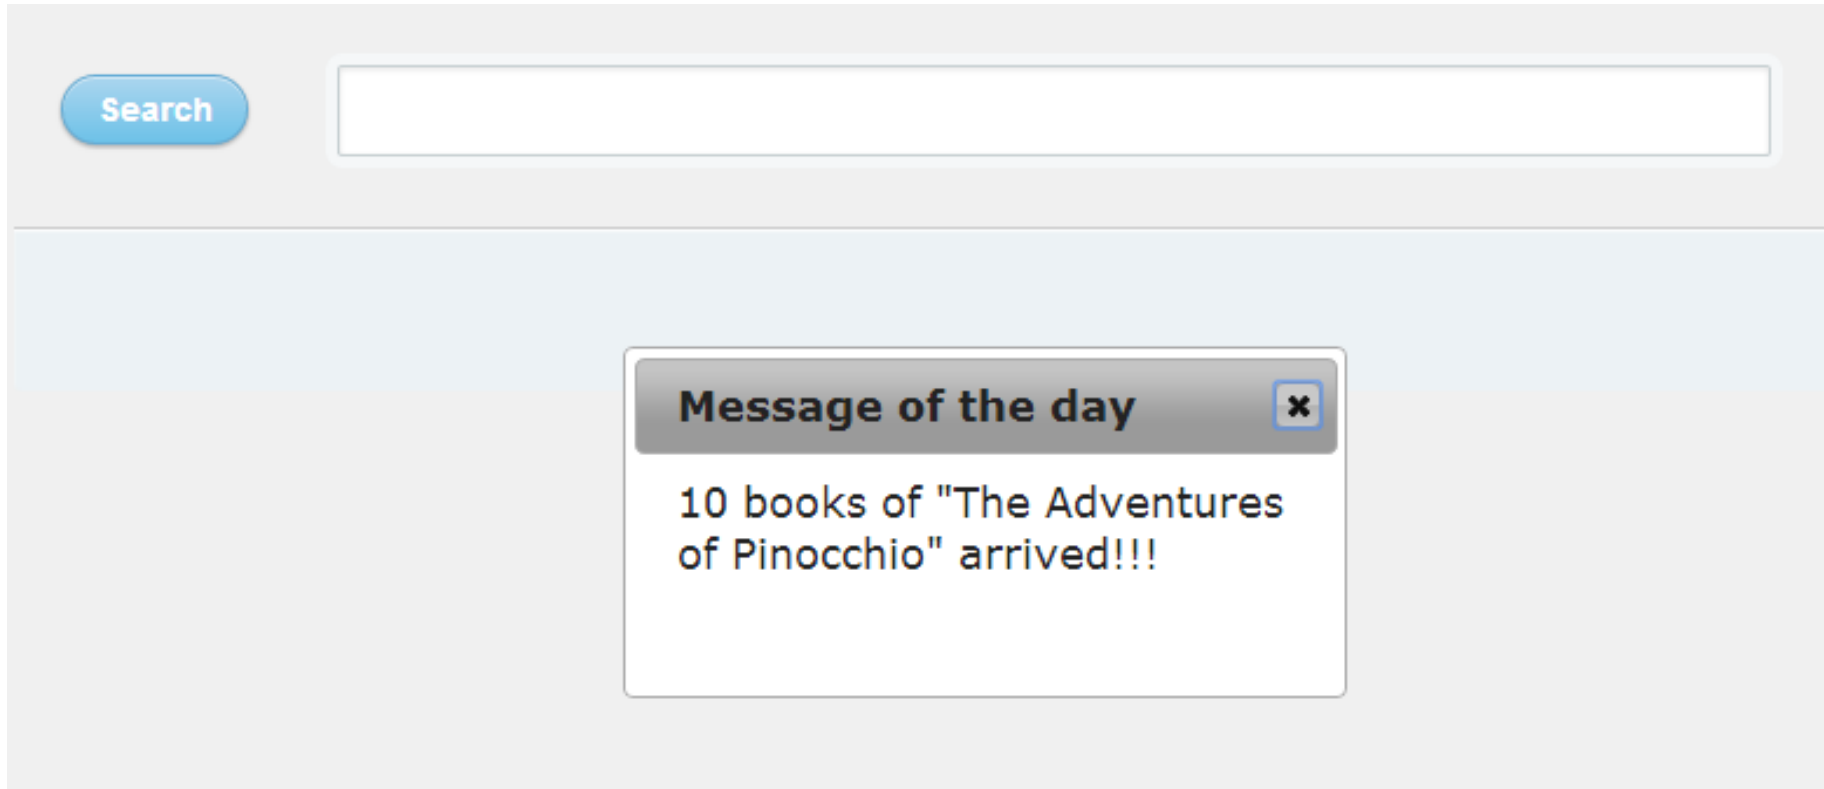 Search
Message of the day
10 books of "The Adventures
of Pinocchio" arrived!!!